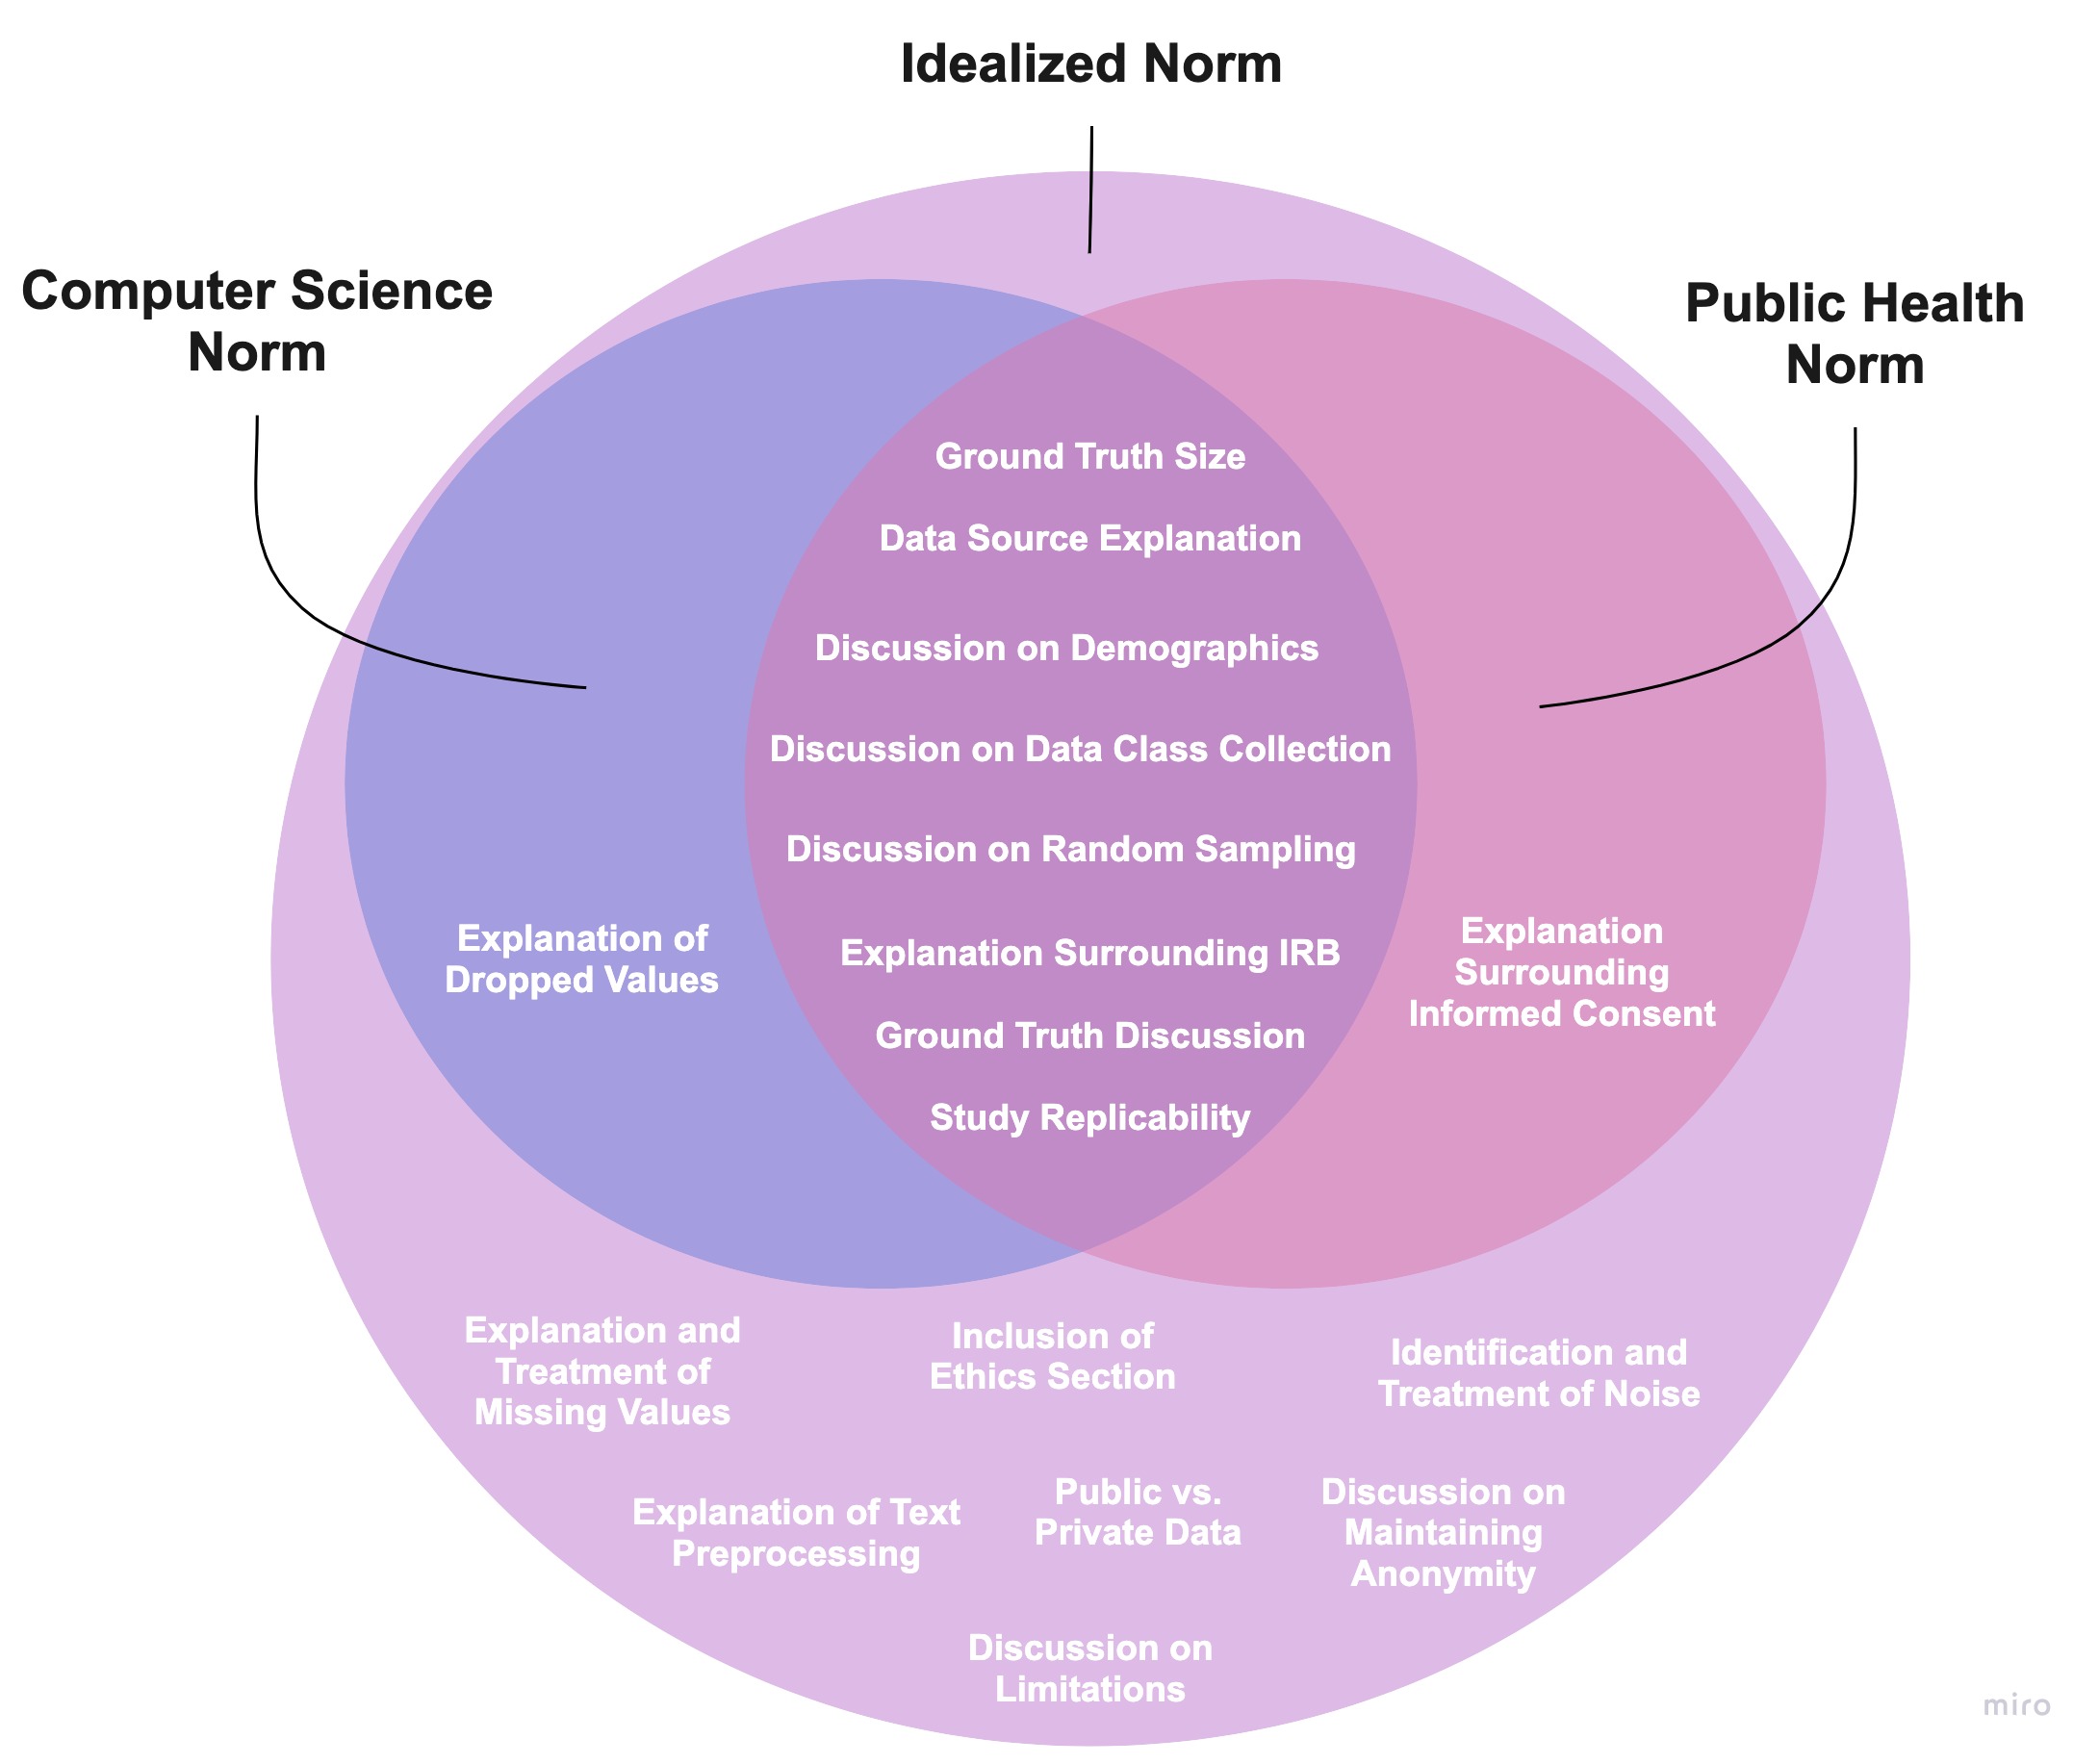 Idealized Norm
Computer Science
Norm
Public Health
Norm
Ground Truth Size
Data Source Explanation
Discussion on Demographics
Discussion on Data Class Collection
Discussion on Random Sampling
Explanation Surrounding IRB
Ground Truth Discussion
Study Replicability
Explanation of
Dropped Values
Explanation
Surrounding
Informed Consent
Explanation and
Treatment of
Missing Values
Inclusion of
Ethics Section
Identification and
Treatment of Noise
Explanation of Text
Preprocessing
Public vs.
Private Data
Discussion on
Maintaining
Anonymity
Discussion on
Limitations
miro